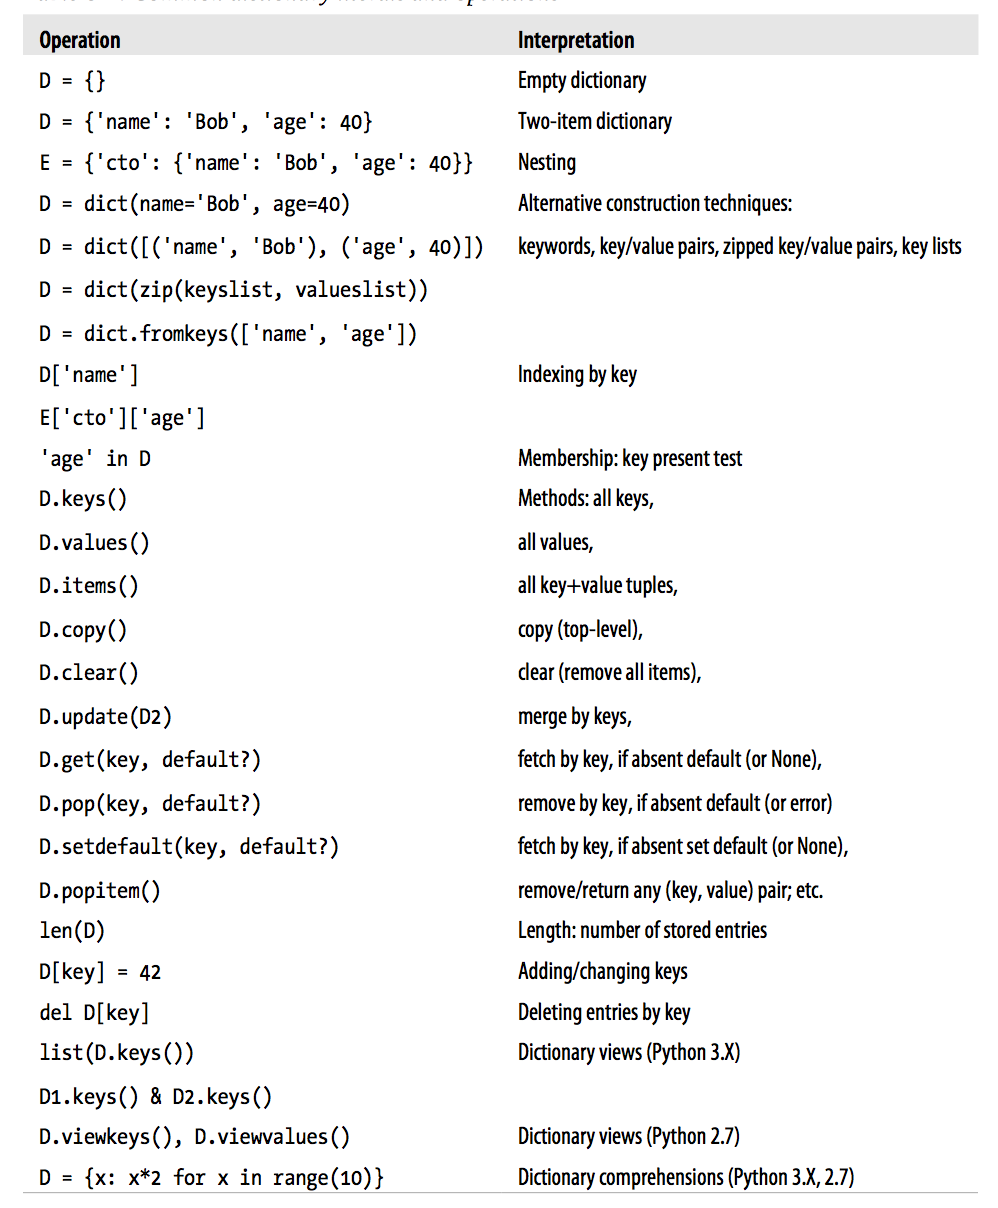 Operation Interpretation
D = {} Empty dictionary
D = {'name': 'Bob', 'age': 40} Two-item dictionary
E = {'cto': {'name': 'Bob', 'age': 40}} Nesting
D = dict(name='Bob', age=40) Alternative construction techniques:
D = dict([('name', 'Bob'), ('age', 40)]) keywords, key/value pairs, zipped key/value pairs, key lists
D = dict(zip(keyslist, valueslist))
D = dict.fromkeys(['name', 'age'])
D['name'] Indexing by key
E['cto']['age']
'age' in D Membership: key present test
D.keys() Methods: all keys,
D.values() all values,
D.items() all key+value tuples,
D.copy() copy (top-level),
D.clear() clear (remove all items),
D.update(D2) merge by keys,
D.get(key, default?) fetch by key, if absent default (or None),
D.pop(key, default?) remove by key, if absent default (or error)
D.setdefault(key, default?) fetch by key, if absent set default (or None),
D.popitem() remove/return any (key, value) pair; etc.
len(D) Length: number of stored entries
D[key] = 42 Adding/changing keys
del D[key] Deleting entries by key
list(D.keys()) Dictionary views (Python 3.X)
D1.keys() & D2.keys()
D.viewkeys(), D.viewvalues() Dictionary views (Python 2.7)
D = {x: x*2 for x in range(10)} Dictionary comprehensions (Python 3.X, 2.7)